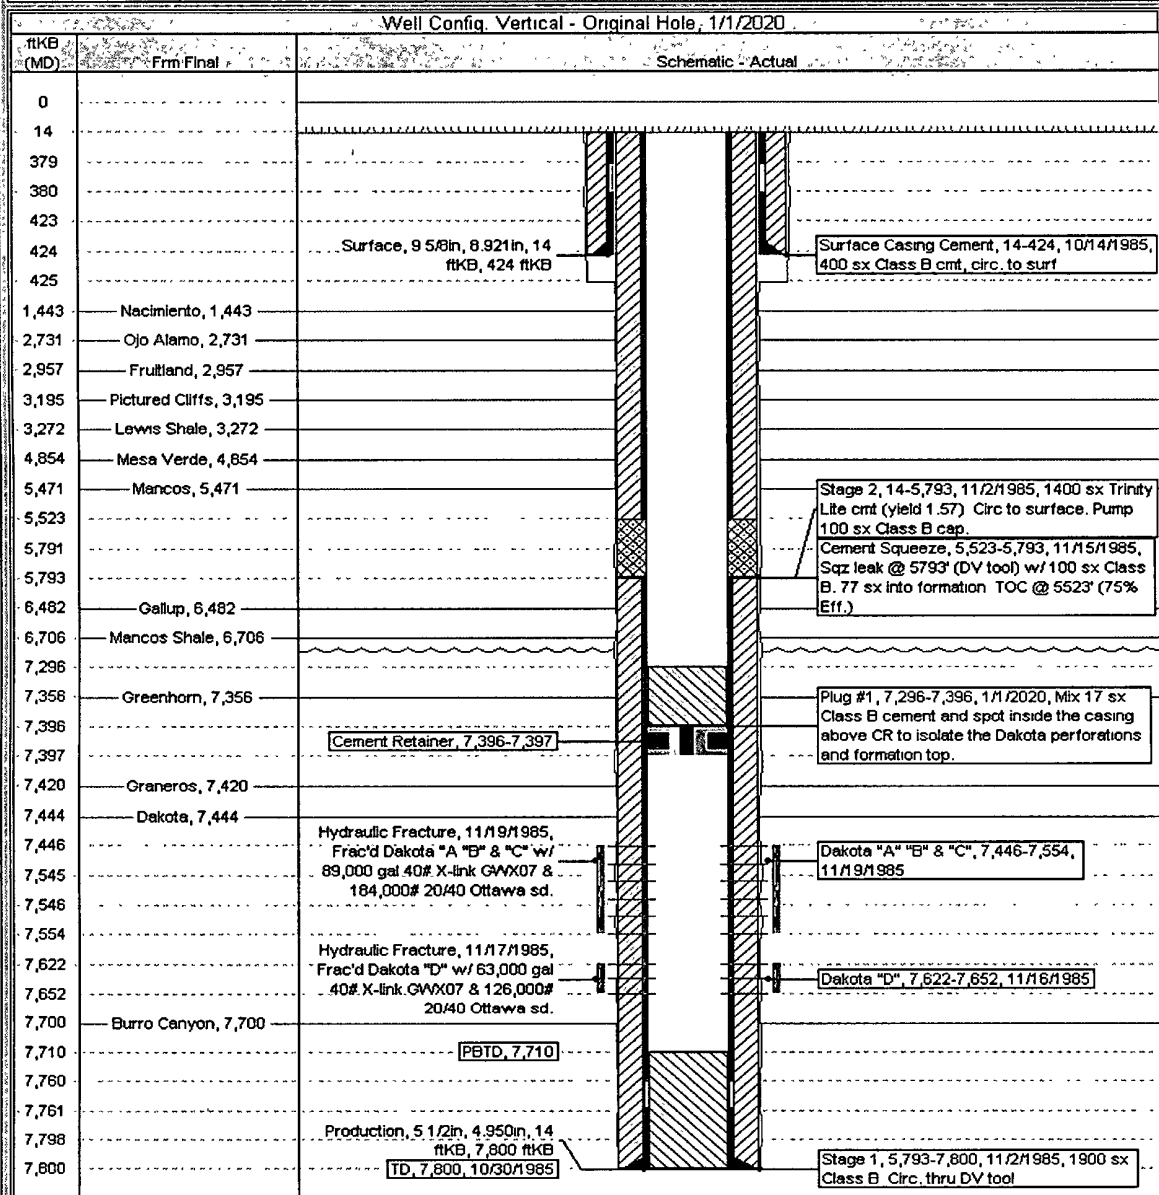 Well Config. Vertical - Original Hole, 1/1/2020
ftKB
(MD)
Frm Final
Schematic - Actual
0
14
379
380
423
424
425
1,443
2,731
2,957
3,195
3,272
4,854
5,471
5,523
5,791
5,793
6,482
6,706
7,296
7,356
7,396
7,397
7,420
7,444
7,446
7,545
7,546
7,554
7,622
7,652
7,700
7,710
7,760
7,761
7,798
7,800
Nacimiento, 1,443
Ojo Alamo, 2,731
Fruitland, 2,957
Pictured Cliffs, 3,195
Lewis Shale, 3,272
Mesa Verde, 4,854
Mancos, 5,471
Gallup, 6,482
Mancos Shale, 6,706
Greenhorn, 7,356
Graneros, 7,420
Dakota, 7,444
Burro Canyon, 7,700
Surface, 9 5/8in, 8.921in, 14
ftKB, 424 ftKB
Surface Casing Cement, 14-424, 10/14/1985,
400 sx Class B cmt, circ. to surf
Stage 2, 14-5,793, 11/2/1985, 1400 sx Trinity
Lite cmt (yield 1.57) Circ to surface. Pump
100 sx Class B cap.
Cement Squeeze, 5,523-5,793, 11/15/1985,
Sqz leak @ 5793' (DV tool) w/ 100 sx Class
B. 77 sx into formation TOC @ 5523' (75%
Eff.)
Plug #1, 7,296-7,396, 1/1/2020, Mix 17 sx
Class B cement and spot inside the casing
above CR to isolate the Dakota perforations
and formation top.
Cement Retainer, 7,396-7,397
Hydraulic Fracture, 11/19/1985,
Frac'd Dakota "A "B" & "C" w/
89,000 gal 40# X-link GWX07 &
184,000# 20/40 Ottawa sd.
Dakota "A" "B" & "C", 7,446-7,554,
11/19/1985
Hydraulic Fracture, 11/17/1985,
Frac'd Dakota "D" w/ 63,000 gal
40# X-link GWX07 & 126,000#
20/40 Ottawa sd.
Dakota "D", 7,622-7,652, 11/16/1985
PBTD, 7,710
Production, 5 1/2in, 4.950in, 14
ftKB, 7,800 ftKB
TD, 7,800, 10/30/1985
Stage 1, 5,793-7,800, 11/2/1985, 1900 sx
Class B Circ. thru DV tool